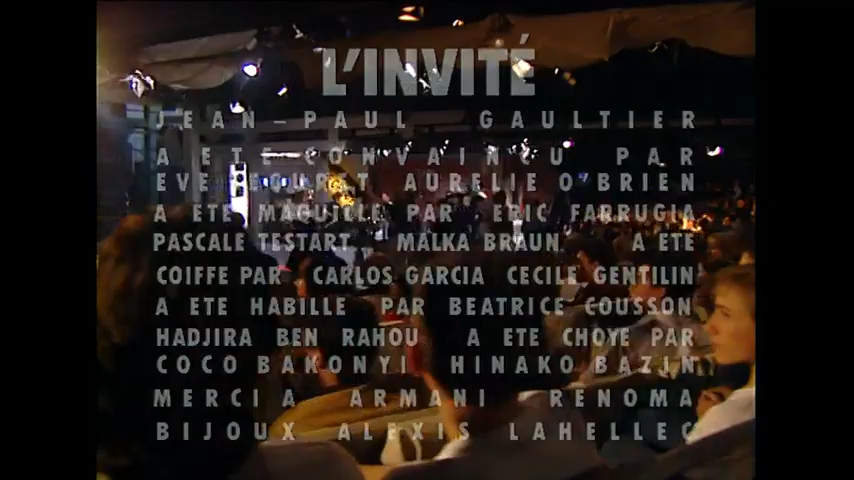 L'INVITÉ
JEAN-PAUL GAULTIER
A ETE CONVAINCU PAR
EVE AURELIE O'BRIEN
A ETE MAQUILLE PAR ERIC FARRUGIA
PASCALE TESTART MALKA BRAUN A ETE
COIFFE PAR CARLOS GARCIA CECILE GENTILIN
A ETE HABILLE PAR BEATRICE COUSSON
HADJIRA BEN RAHOU A ETE CHOYE PAR
COCO BAKONYI HINAKO BAZIN
MERCI A ARMANI RENOMA
BIJOUX ALEXIS LAHELLEC